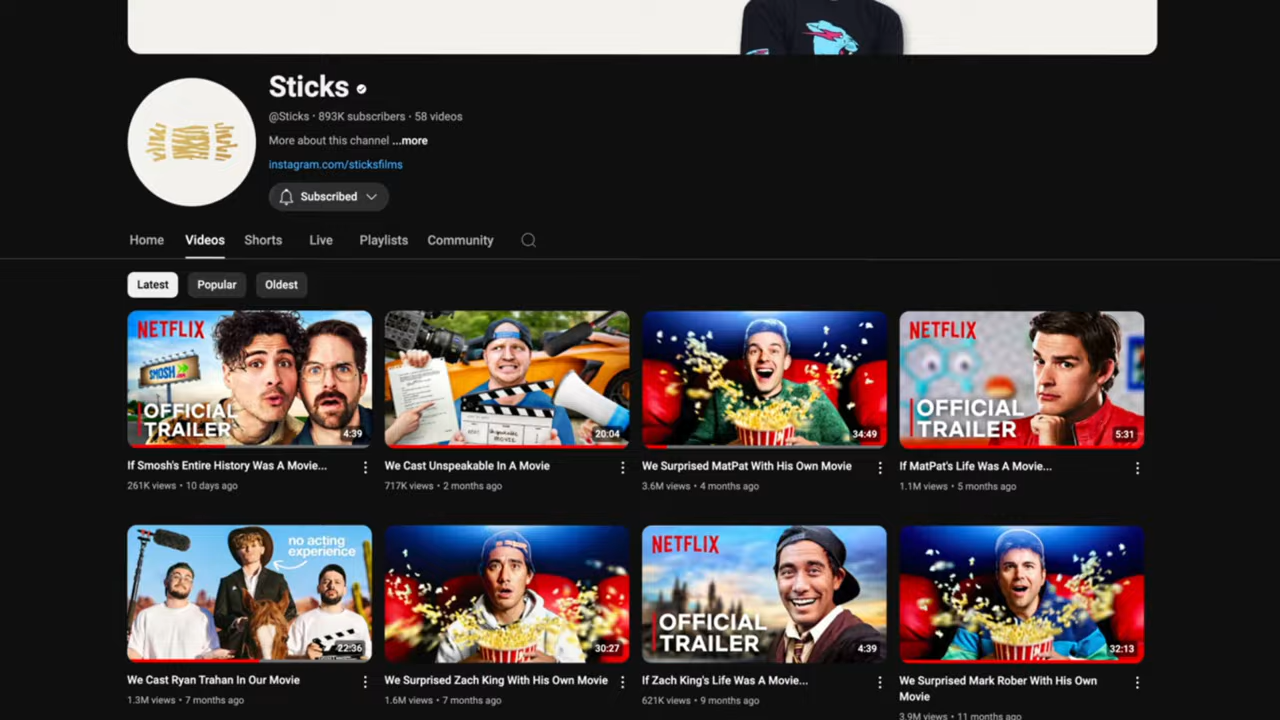 Sticks
@Sticks · 893K subscribers · 58 videos
More about this channel ...more
instagram.com/sticksfilms
Subscribed
Home Videos Shorts Live Playlists Community
Latest Popular Oldest
NETFLIX
SMOSH
OFFICIAL
TRAILER
4:39
20:04
34:49
NETFLIX
OFFICIAL
TRAILER
5:31
If Smosh's Entire History Was A Movie...
261K views · 10 days ago
We Cast Unspeakable In A Movie
717K views · 2 months ago
We Surprised MatPat With His Own Movie
3.6M views · 4 months ago
If MatPat's Life Was A Movie...
1.1M views · 5 months ago
no acting
experience
22:36
30:27
NETFLIX
OFFICIAL
TRAILER
4:39
32:13
We Cast Ryan Trahan In Our Movie
1.3M views · 7 months ago
We Surprised Zach King With His Own Movie
1.6M views · 7 months ago
If Zach King's Life Was A Movie...
621K views · 9 months ago
We Surprised Mark Rober With His Own
Movie
3.9M views · 11 months ago